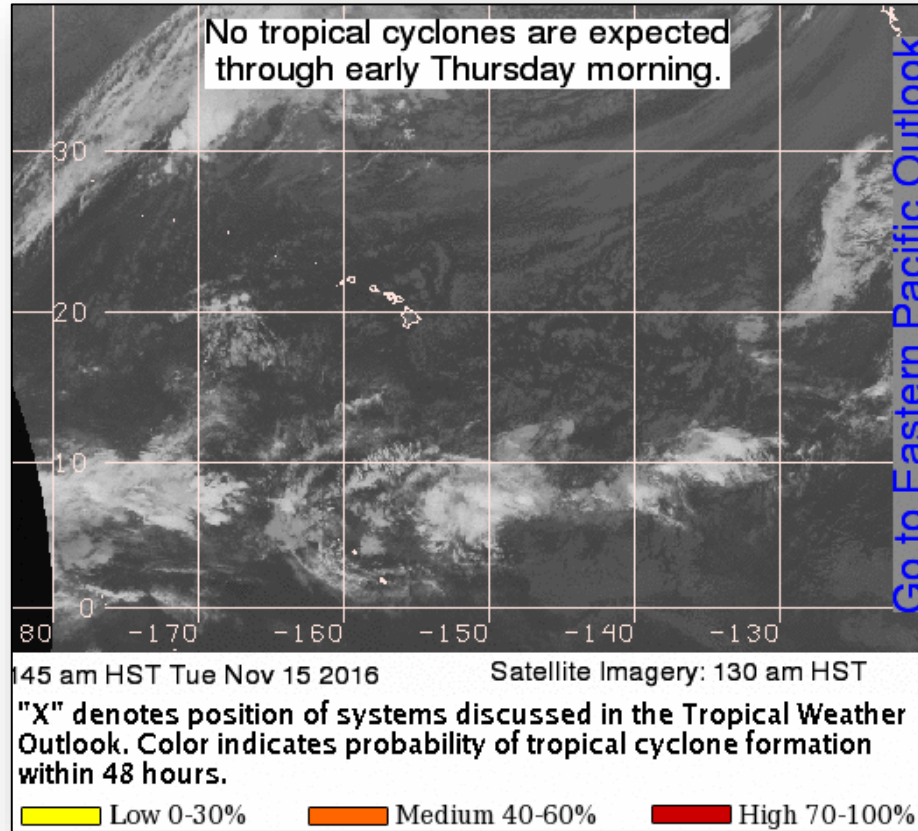 No tropical cyclones are expected
through early Thursday morning.
Go to Eastern Pacific Outlook
30
20
10
0
80 -170 -160 -150 -140 -130
145 am HST Tue Nov 15 2016 Satellite Imagery: 130 am HST
"X" denotes position of systems discussed in the Tropical Weather
Outlook. Color indicates probability of tropical cyclone formation
within 48 hours.
Low 0-30% Medium 40-60% High 70-100%